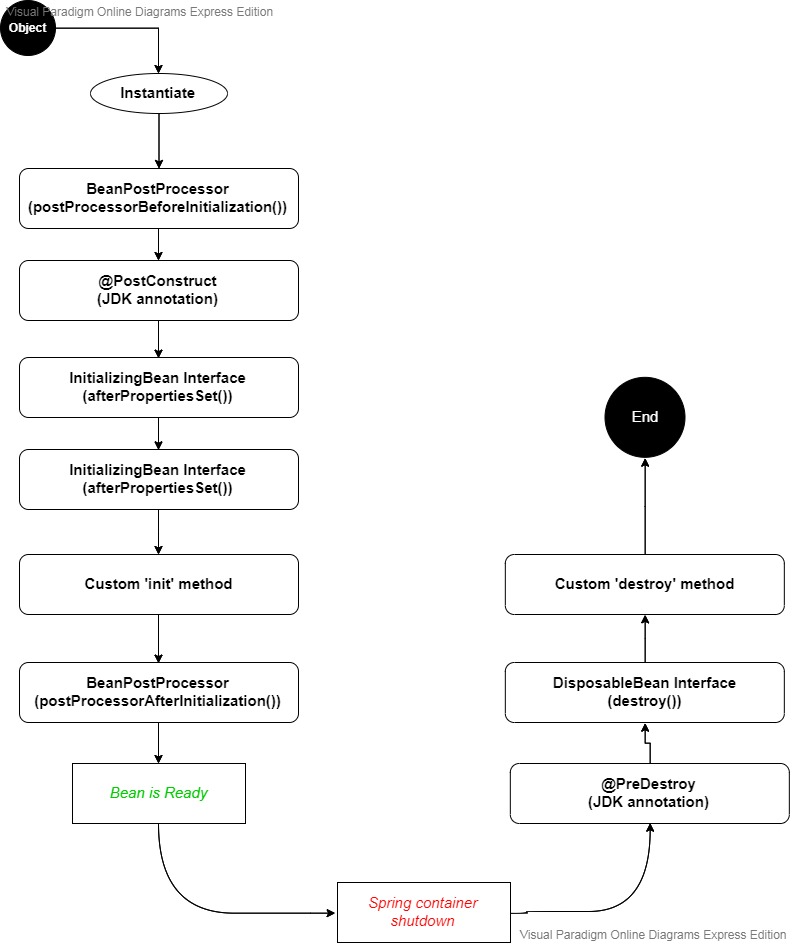 Visual Paradigm Online Diagrams Express Edition
Object
Instantiate
BeanPostProcessor
(postProcessorBeforeInitialization())
@PostConstruct
(JDK annotation)
InitializingBean Interface
(afterPropertiesSet())
InitializingBean Interface
(afterPropertiesSet())
Custom 'init' method
BeanPostProcessor
(postProcessorAfterInitialization())
Bean is Ready
Spring container
shutdown
@PreDestroy
(JDK annotation)
DisposableBean Interface
(destroy())
Custom 'destroy' method
End
Visual Paradigm Online Diagrams Express Edition